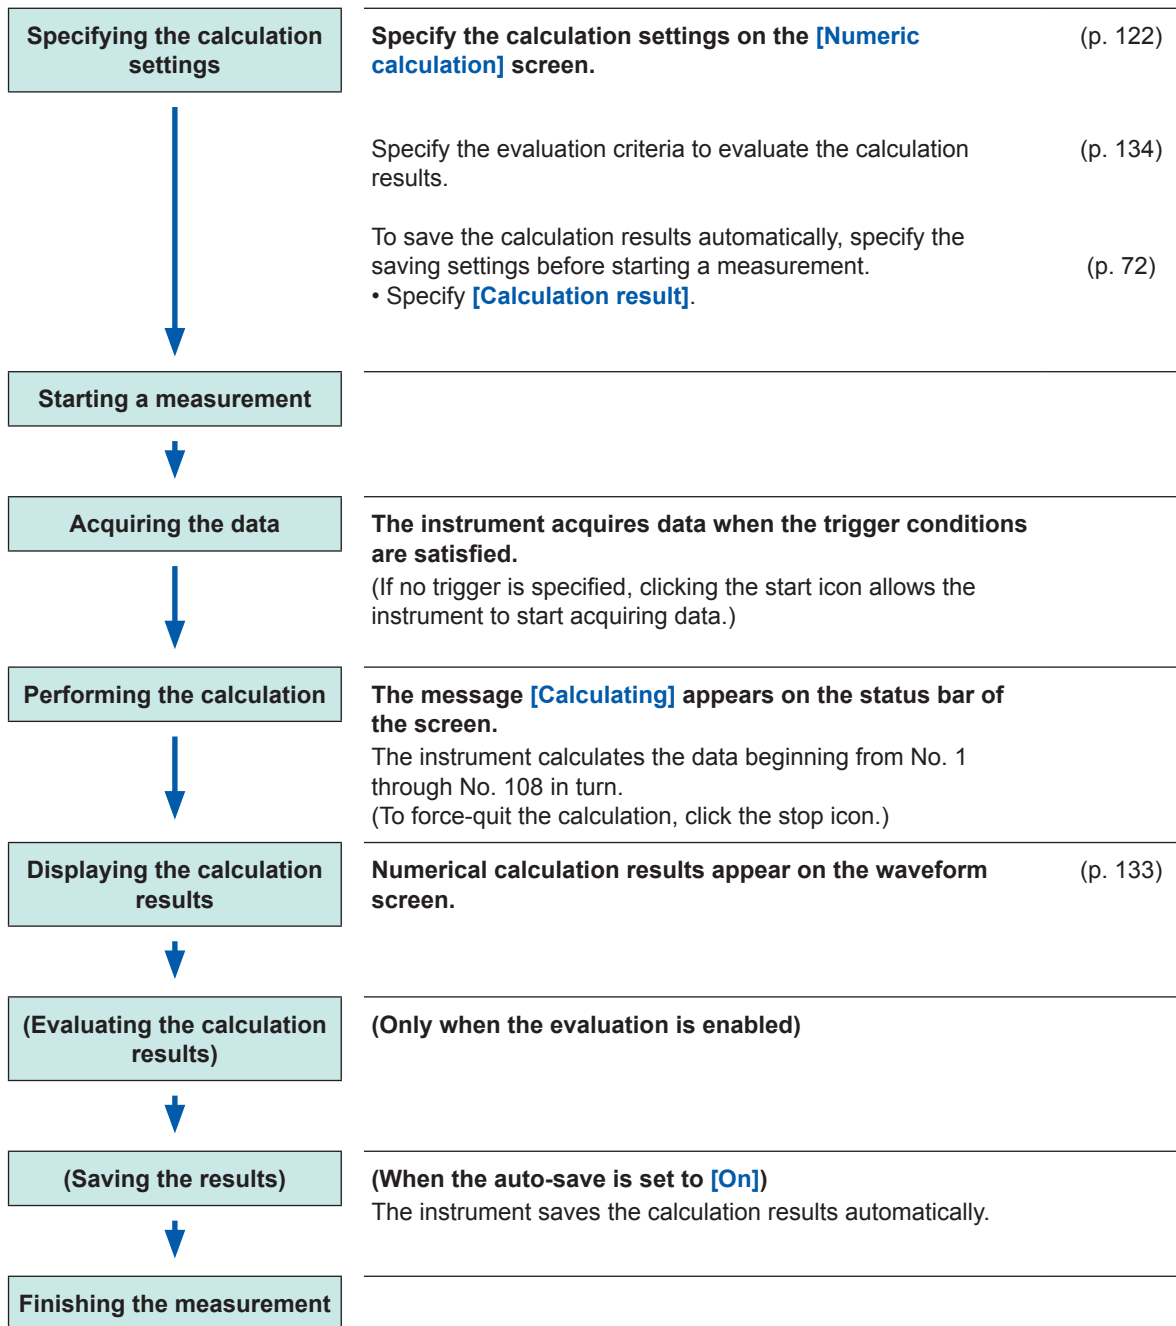 Specifying the calculation
settings
Specify the calculation settings on the [Numeric
calculation] screen.
(p. 122)
Specify the evaluation criteria to evaluate the calculation
results.
(p. 134)
To save the calculation results automatically, specify the
saving settings before starting a measurement.
(p. 72)
• Specify [Calculation result].
Starting a measurement
Acquiring the data
The instrument acquires data when the trigger conditions
are satisfied.
(If no trigger is specified, clicking the start icon allows the
instrument to start acquiring data.)
Performing the calculation
The message [Calculating] appears on the status bar of
the screen.
The instrument calculates the data beginning from No. 1
through No. 108 in turn.
(To force-quit the calculation, click the stop icon.)
Displaying the calculation
results
Numerical calculation results appear on the waveform
screen.
(p. 133)
(Evaluating the calculation
results)
(Only when the evaluation is enabled)
(Saving the results)
(When the auto-save is set to [On])
The instrument saves the calculation results automatically.
Finishing the measurement